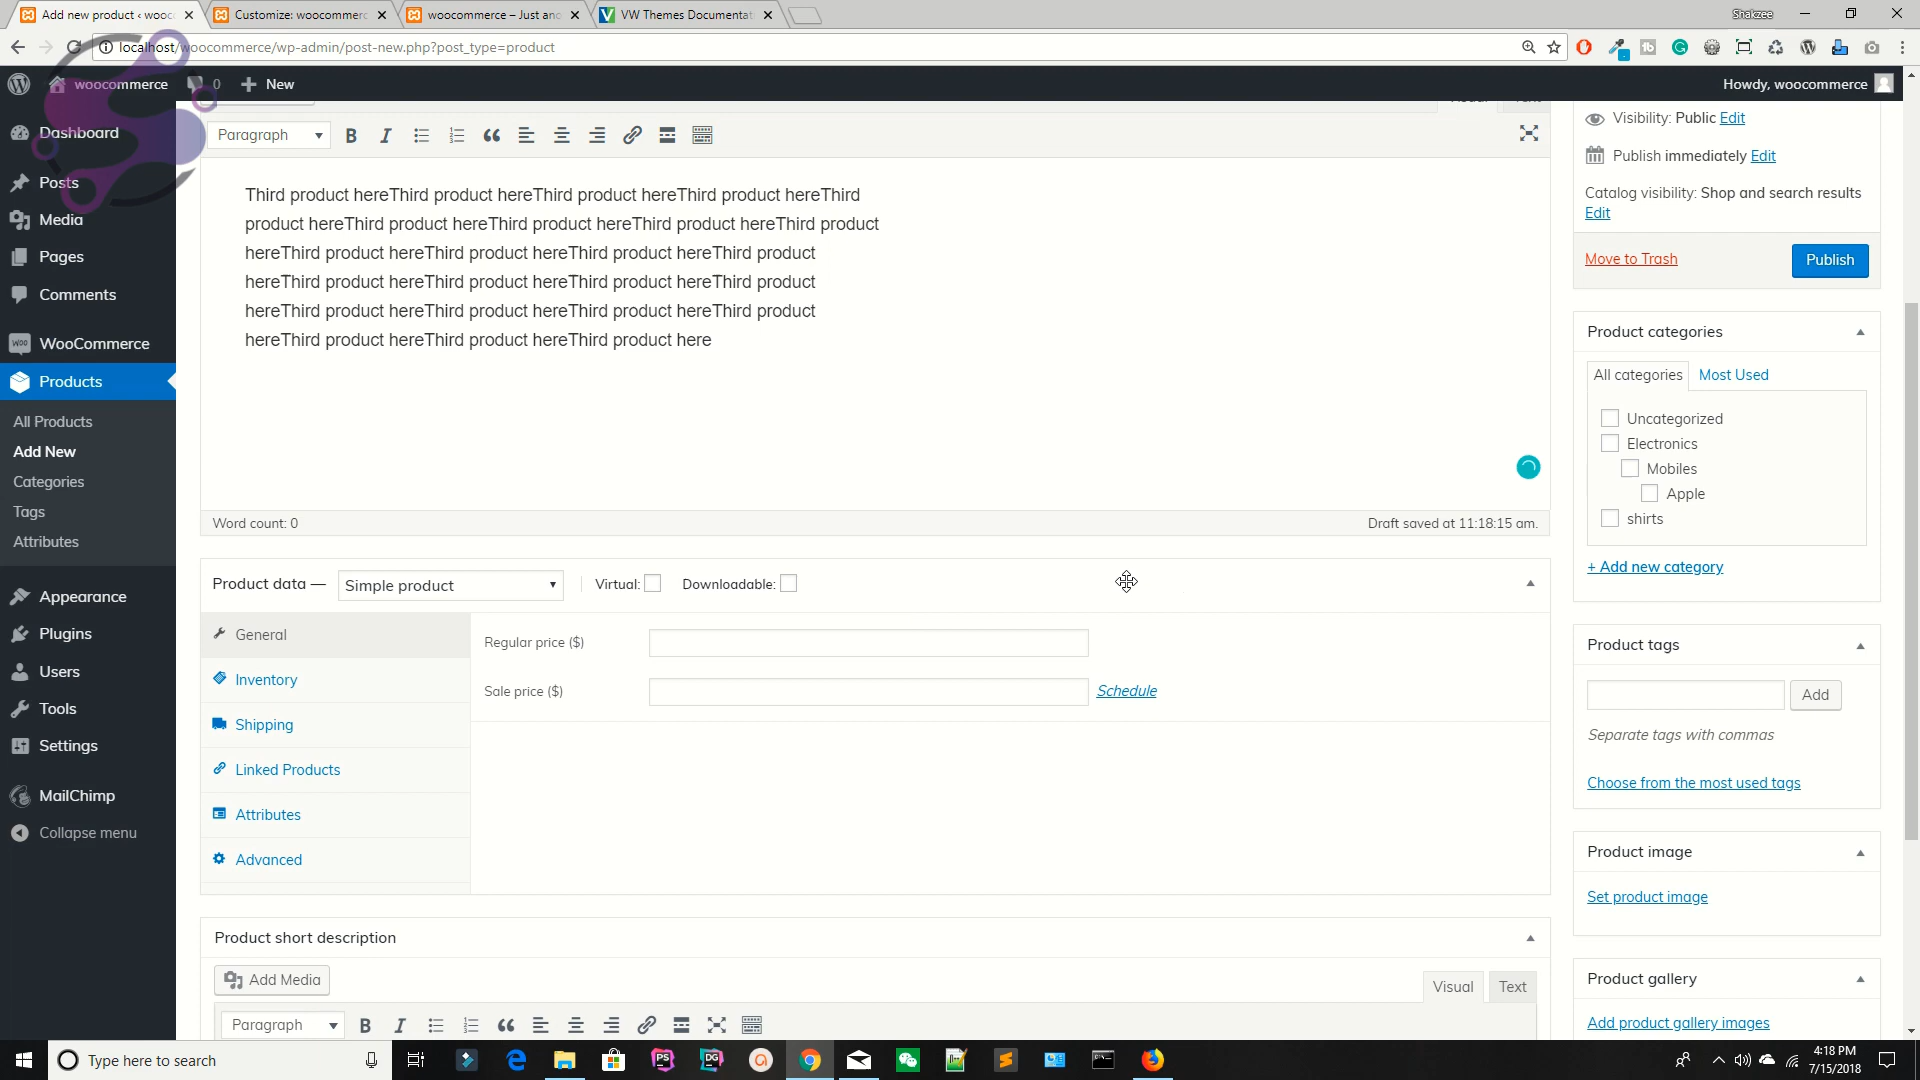 Add new product ‹ wooc
Customize: woocommerc
woocommerce – Just ano
VW Themes Documentat
Shakzee
localhost/woocommerce/wp-admin/post-new.php?post_type=product
woocommerce
0
New
Howdy, woocommerce
Dashboard
Posts
Media
Pages
Comments
WooCommerce
Products
All Products
Add New
Categories
Tags
Attributes
Appearance
Plugins
Users
Tools
Settings
MailChimp
Collapse menu
Paragraph
Third product hereThird product hereThird product hereThird product hereThird
product hereThird product hereThird product hereThird product hereThird product
hereThird product hereThird product hereThird product hereThird product
hereThird product hereThird product hereThird product hereThird product
hereThird product hereThird product hereThird product hereThird product
hereThird product hereThird product hereThird product here
Word count: 0
Draft saved at 11:18:15 am.
Product data —
Simple product
Virtual:
Downloadable:
General
Inventory
Shipping
Linked Products
Attributes
Advanced
Regular price ($)
Sale price ($)
Schedule
Product short description
Add Media
Visual
Text
Paragraph
Visibility: Public Edit
Publish immediately Edit
Catalog visibility: Shop and search results
Edit
Move to Trash
Publish
Product categories
All categories
Most Used
Uncategorized
Electronics
Mobiles
Apple
shirts
+ Add new category
Product tags
Add
Separate tags with commas
Choose from the most used tags
Product image
Set product image
Product gallery
Add product gallery images
Type here to search
4:18 PM
7/15/2018